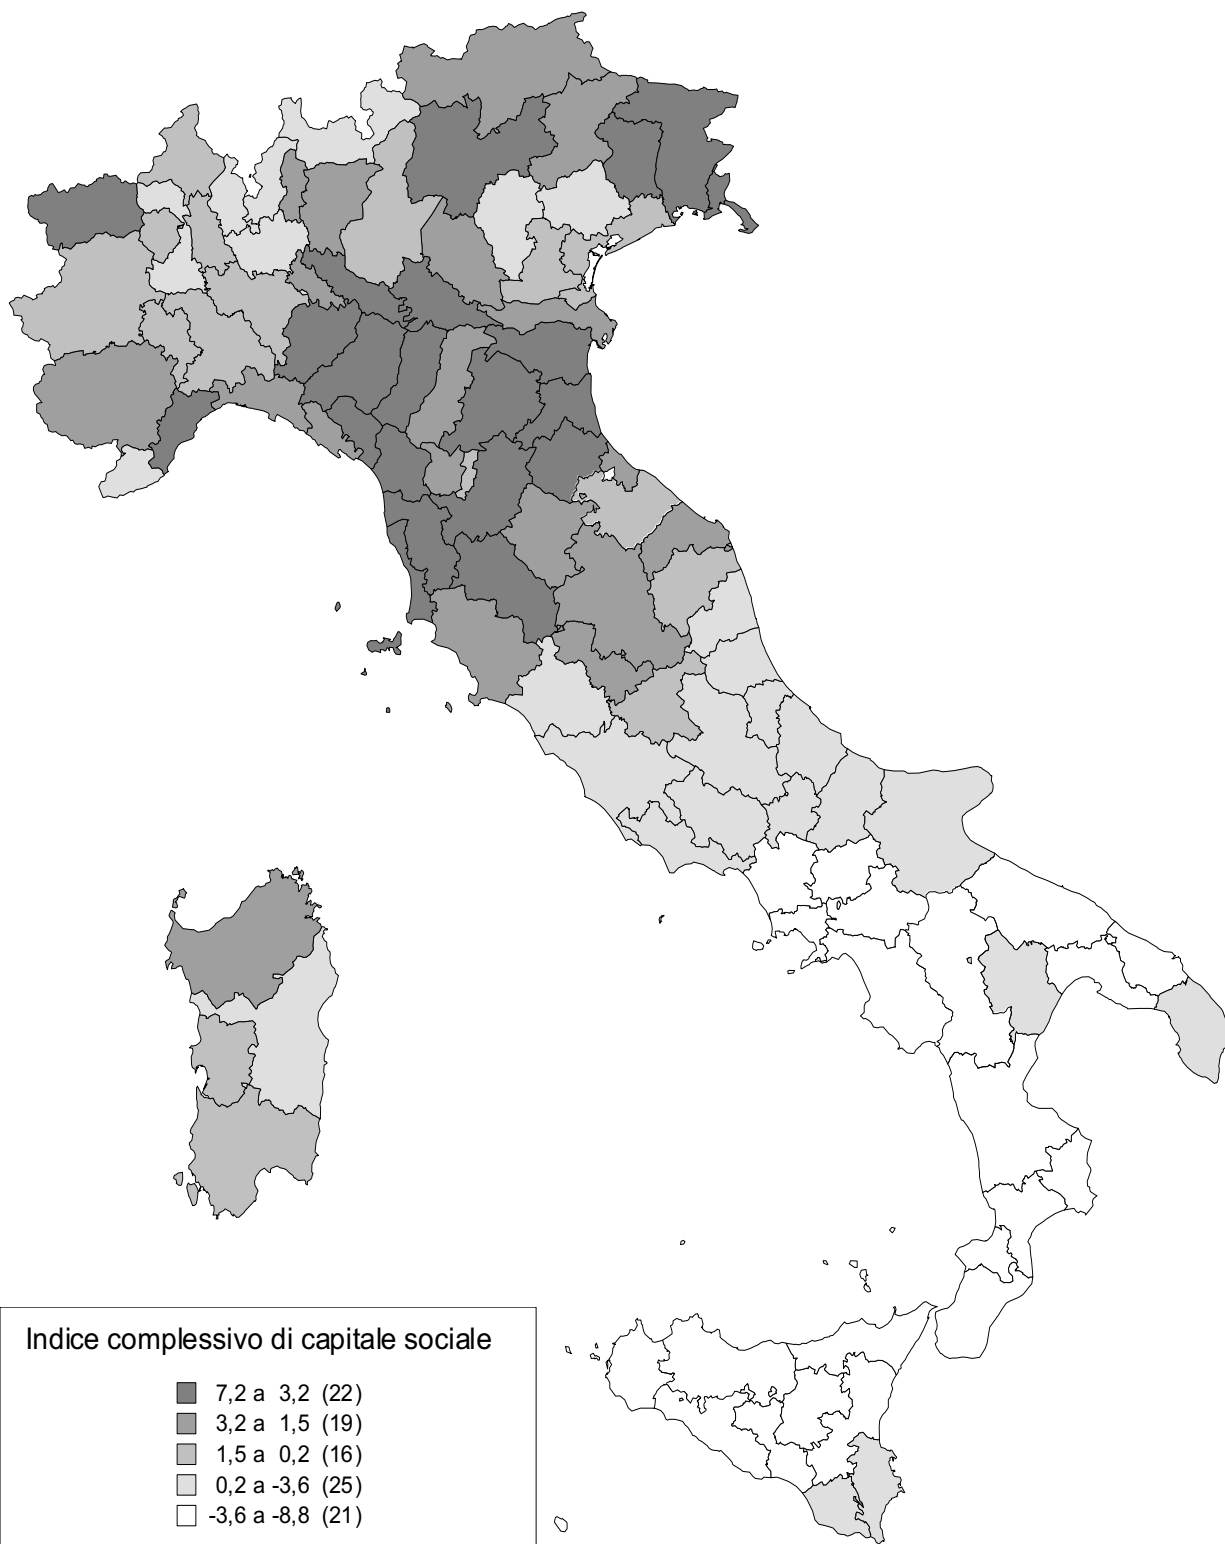 Indice complessivo di capitale sociale
7,2 a 3,2 (22)
3,2 a 1,5 (19)
1,5 a 0,2 (16)
0,2 a -3,6 (25)
-3,6 a -8,8 (21)